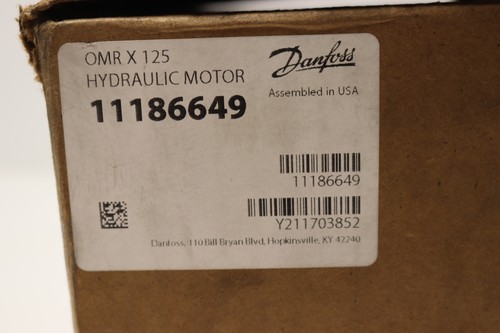 OMR X 125
HYDRAULIC MOTOR
11186649
Danfoss
Assembled in USA
11186649
Y211703852
Danfoss, 110 Bill Bryan Blvd, Hopkinsville, KY 42240